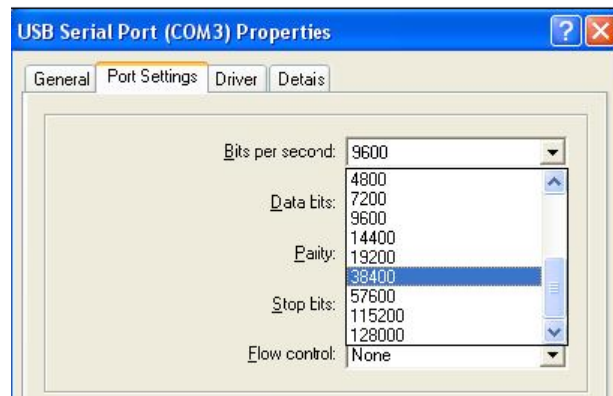 USB Serial Port (COM3) Properties
General Port Settings Driver Details
Bits per second: 9600
4800
7200
Data bits:
9600
14400
Parity:
19200
38400
Stop bits:
57600
115200
128000
Flow control: None